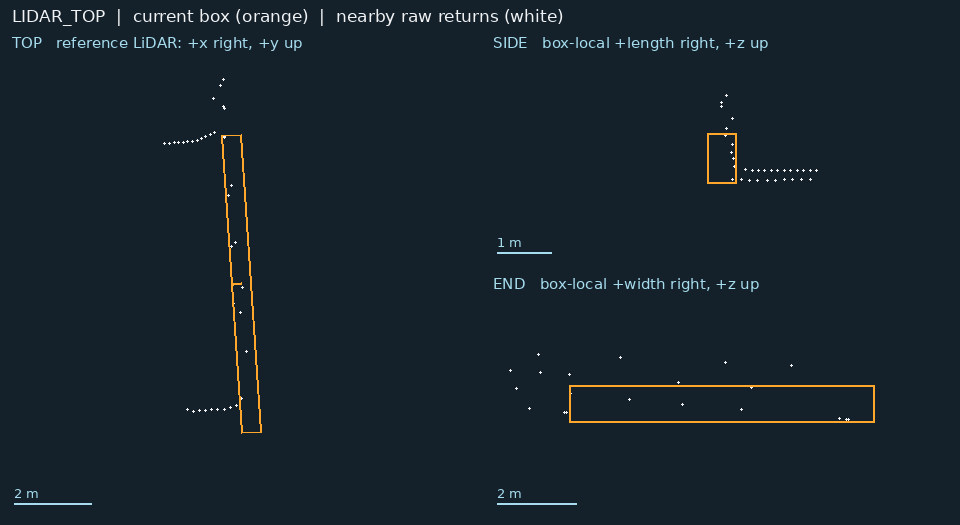 LIDAR_TOP | current box (orange) | nearby raw returns (white)
TOP reference LiDAR: +x right, +y up
SIDE box-local +length right, +z up
1 m
END box-local +width right, +z up
2 m
2 m